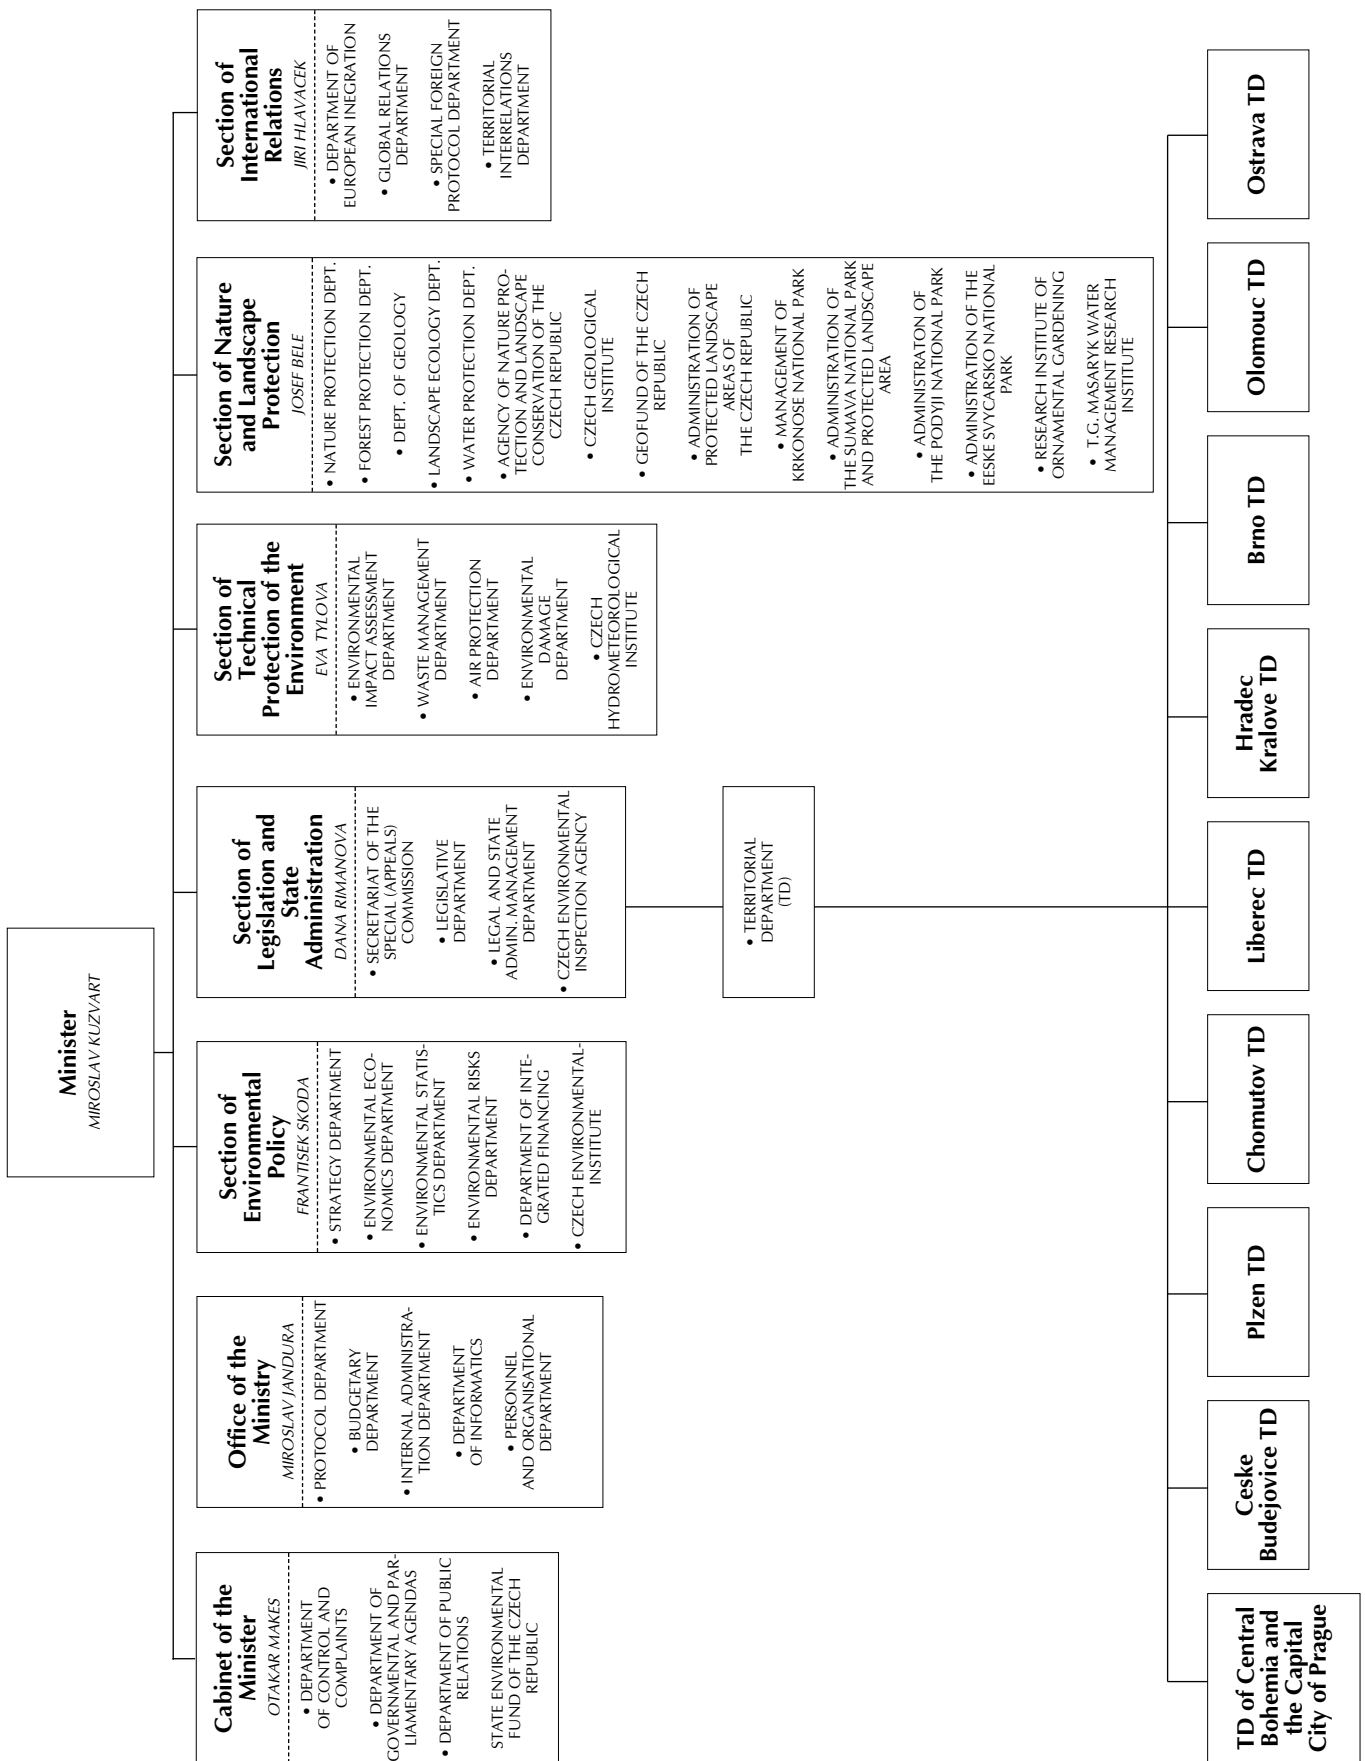 Minister
MIROSLAV KUZVART
Cabinet of the
Minister
OTAKAR MAKES
• DEPARTMENT
OF CONTROL AND
COMPLAINTS
• DEPARTMENT OF
GOVERNMENTAL AND PAR-
LIAMENTARY AGENDAS
• DEPARTMENT OF PUBLIC
RELATIONS
STATE ENVIRONMENTAL
FUND OF THE CZECH
REPUBLIC
Office of the
Ministry
MIROSLAV JANDURA
• PROTOCOL DEPARTMENT
• BUDGETARY
DEPARTMENT
• INTERNAL ADMINISTRA-
TION DEPARTMENT
• DEPARTMENT
OF INFORMATICS
• PERSONNEL
AND ORGANISATIONAL
DEPARTMENT
Section of
Environmental
Policy
FRANTISEK SKODA
• STRATEGY DEPARTMENT
• ENVIRONMENTAL ECO-
NOMICS DEPARTMENT
• ENVIRONMENTAL STATIS-
TICS DEPARTMENT
• ENVIRONMENTAL RISKS
DEPARTMENT
• DEPARTMENT OF INTE-
GRATED FINANCING
• CZECH ENVIRONMENTAL-
INSTITUTE
Section of
Legislation and
State
Administration
DANA RIMANOVA
• SECRETARIAT OF THE
SPECIAL (APPEALS)
COMMISSION
• LEGISLATIVE
DEPARTMENT
• LEGAL AND STATE
ADMIN. MANAGEMENT
DEPARTMENT
• CZECH ENVIRONMENTAL
INSPECTION AGENCY
Section of
Technical
Protection of the
Environment
EVA TYLOVA
• ENVIRONMENTAL
IMPACT ASSESSMENT
DEPARTMENT
• WASTE MANAGEMENT
DEPARTMENT
• AIR PROTECTION
DEPARTMENT
• ENVIRONMENTAL
DAMAGE
DEPARTMENT
• CZECH
HYDROMETEOROLOGICAL
INSTITUTE
Section of Nature
and Landscape
Protection
JOSEF BELE
• NATURE PROTECTION DEPT.
• FOREST PROTECTION DEPT.
• DEPT. OF GEOLOGY
• LANDSCAPE ECOLOGY DEPT.
• WATER PROTECTION DEPT.
• AGENCY OF NATURE PRO-
TECTION AND LANDSCAPE
CONSERVATION OF THE
CZECH REPUBLIC
• CZECH GEOLOGICAL
INSTITUTE
• GEOFUND OF THE CZECH
REPUBLIC
• ADMINISTRATION OF
PROTECTED LANDSCAPE
AREAS OF
THE CZECH REPUBLIC
• MANAGEMENT OF
KRKONOSE NATIONAL PARK
• ADMINISTRATION OF
THE SUMAVA NATIONAL PARK
AND PROTECTED LANDSCAPE
AREA
• ADMINISTRATON OF
THE PODYJI NATIONAL PARK
• ADMINISTRATION OF THE
EESKE SVYCARSKO NATIONAL
PARK
• RESEARCH INSTITUTE OF
ORNAMENTAL GARDENING
• T.G. MASARYK WATER
MANAGEMENT RESEARCH
INSTITUTE
Section of
International
Relations
JIRI HLAVACEK
• DEPARTMENT OF
EUROPEAN INEGRATION
• GLOBAL RELATIONS
DEPARTMENT
• SPECIAL FOREIGN
PROTOCOL DEPARTMENT
• TERRITORIAL
INTERRELATIONS
DEPARTMENT
• TERRITORIAL
DEPARTMENT
(TD)
TD of Central
Bohemia and
the Capital
City of Prague
Ceske
Budejovice TD
Plzen TD
Chomutov TD
Liberec TD
Hradec
Kralove TD
Brno TD
Olomouc TD
Ostrava TD